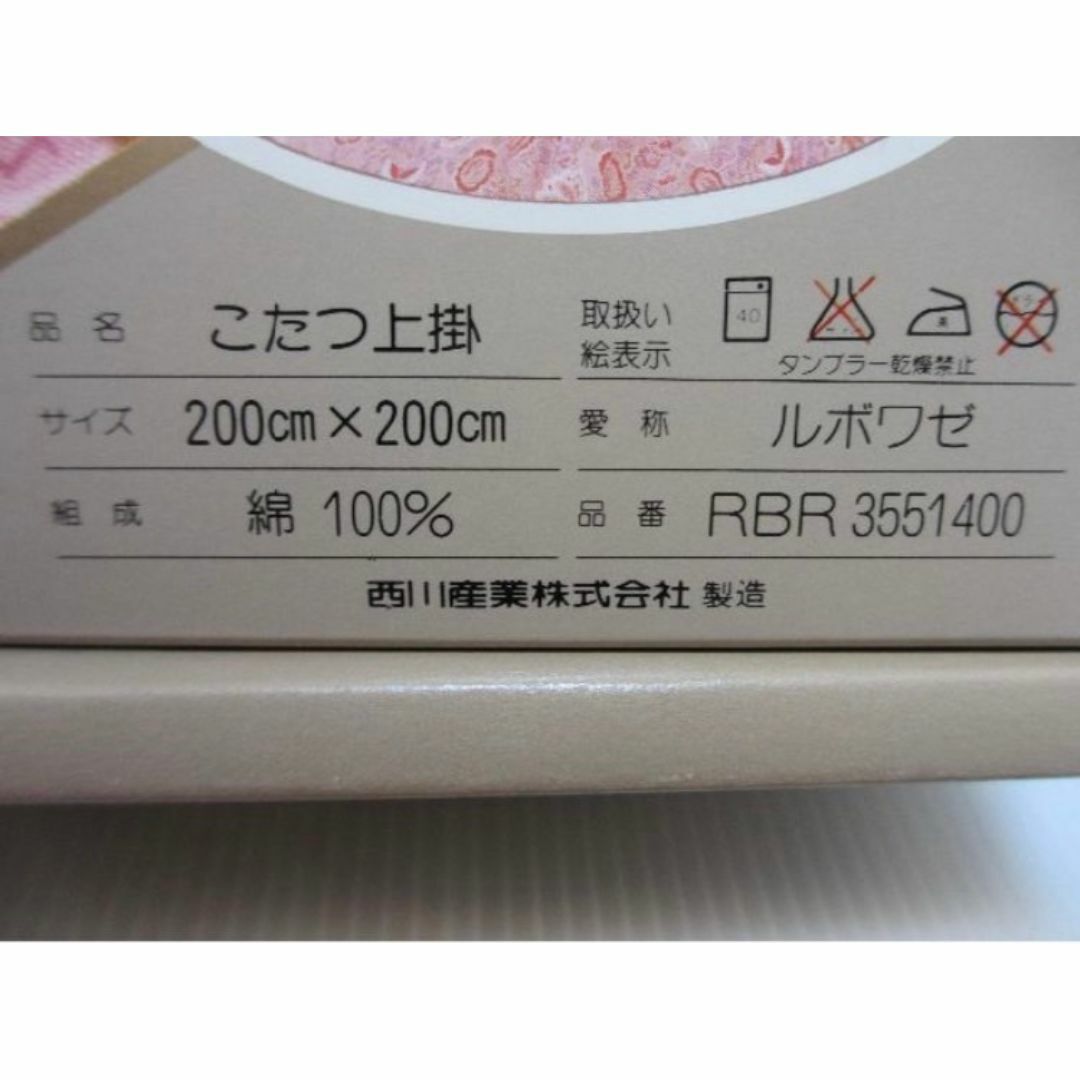 品名 こたつ上掛
サイズ 200cm×200cm
組成 綿 100%
取扱い
絵表示
40
タンブラー乾燥禁止
愛称 ルボワゼ
品番 RBR 3551400
西川産業株式会社 製造